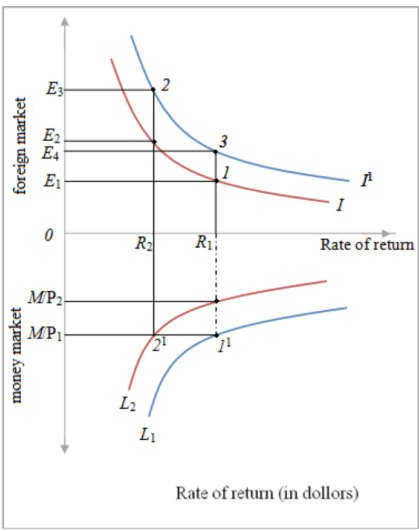 foreign market
E3
2
E2
E4
3
E1
1
I¹
I
0
R2
R1
Rate of return
money market
M/P2
M/P1
2¹
1¹
L2
L1
Rate of return (in dollors)